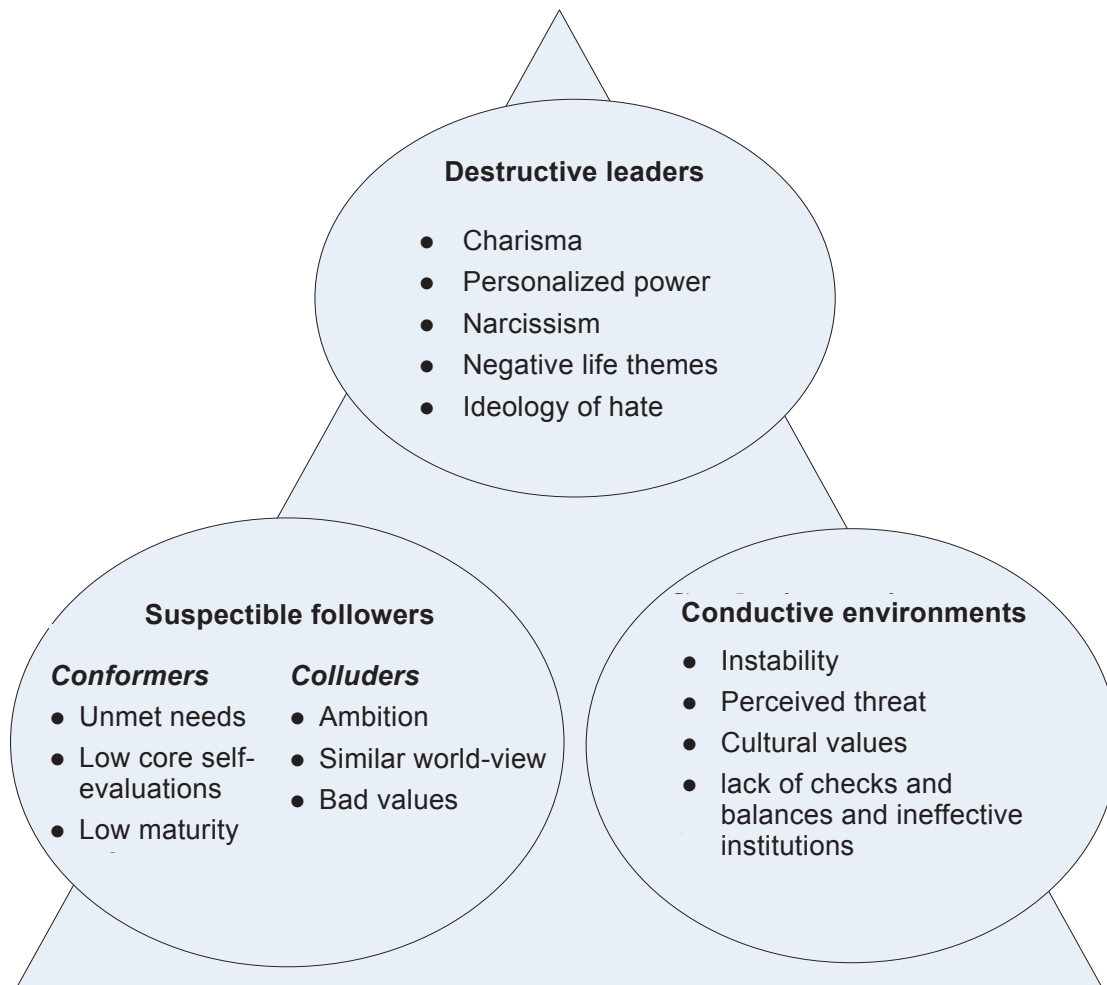 Destructive leaders
● Charisma
● Personalized power
● Narcissism
● Negative life themes
● Ideology of hate
Suspectible followers
Conformers
● Unmet needs
● Low core self-
evaluations
● Low maturity
Colluders
● Ambition
● Similar world-view
● Bad values
Conductive environments
● Instability
● Perceived threat
● Cultural values
● lack of checks and
balances and ineffective
institutions